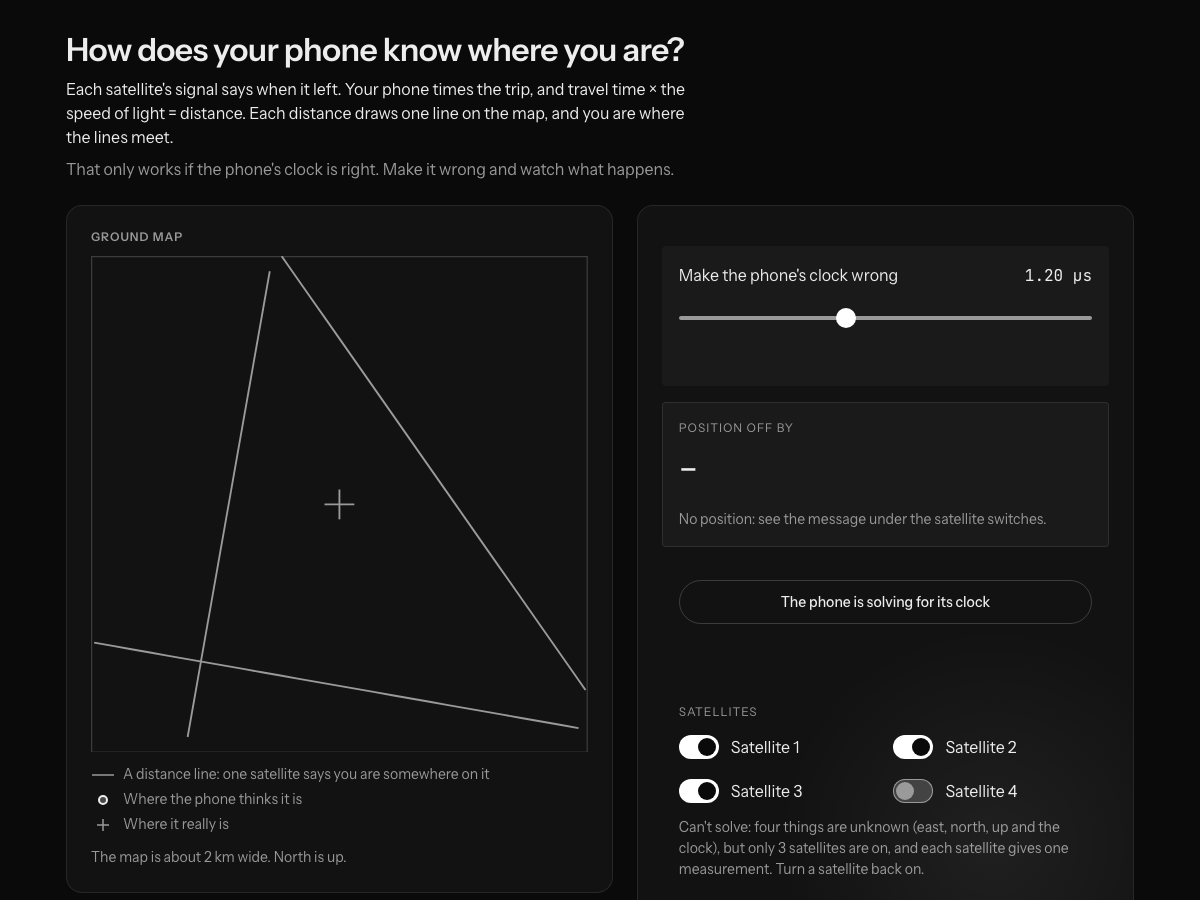 How does your phone know where you are?
Each satellite's signal says when it left. Your phone times the trip, and travel time × the
speed of light = distance. Each distance draws one line on the map, and you are where
the lines meet.
That only works if the phone's clock is right. Make it wrong and watch what happens.
GROUND MAP
A distance line: one satellite says you are somewhere on it
Where the phone thinks it is
Where it really is
The map is about 2 km wide. North is up.
Make the phone's clock wrong
1.20 µs
POSITION OFF BY
–
No position: see the message under the satellite switches.
The phone is solving for its clock
SATELLITES
Satellite 1
Satellite 2
Satellite 3
Satellite 4
Can't solve: four things are unknown (east, north, up and the
clock), but only 3 satellites are on, and each satellite gives one
measurement. Turn a satellite back on.